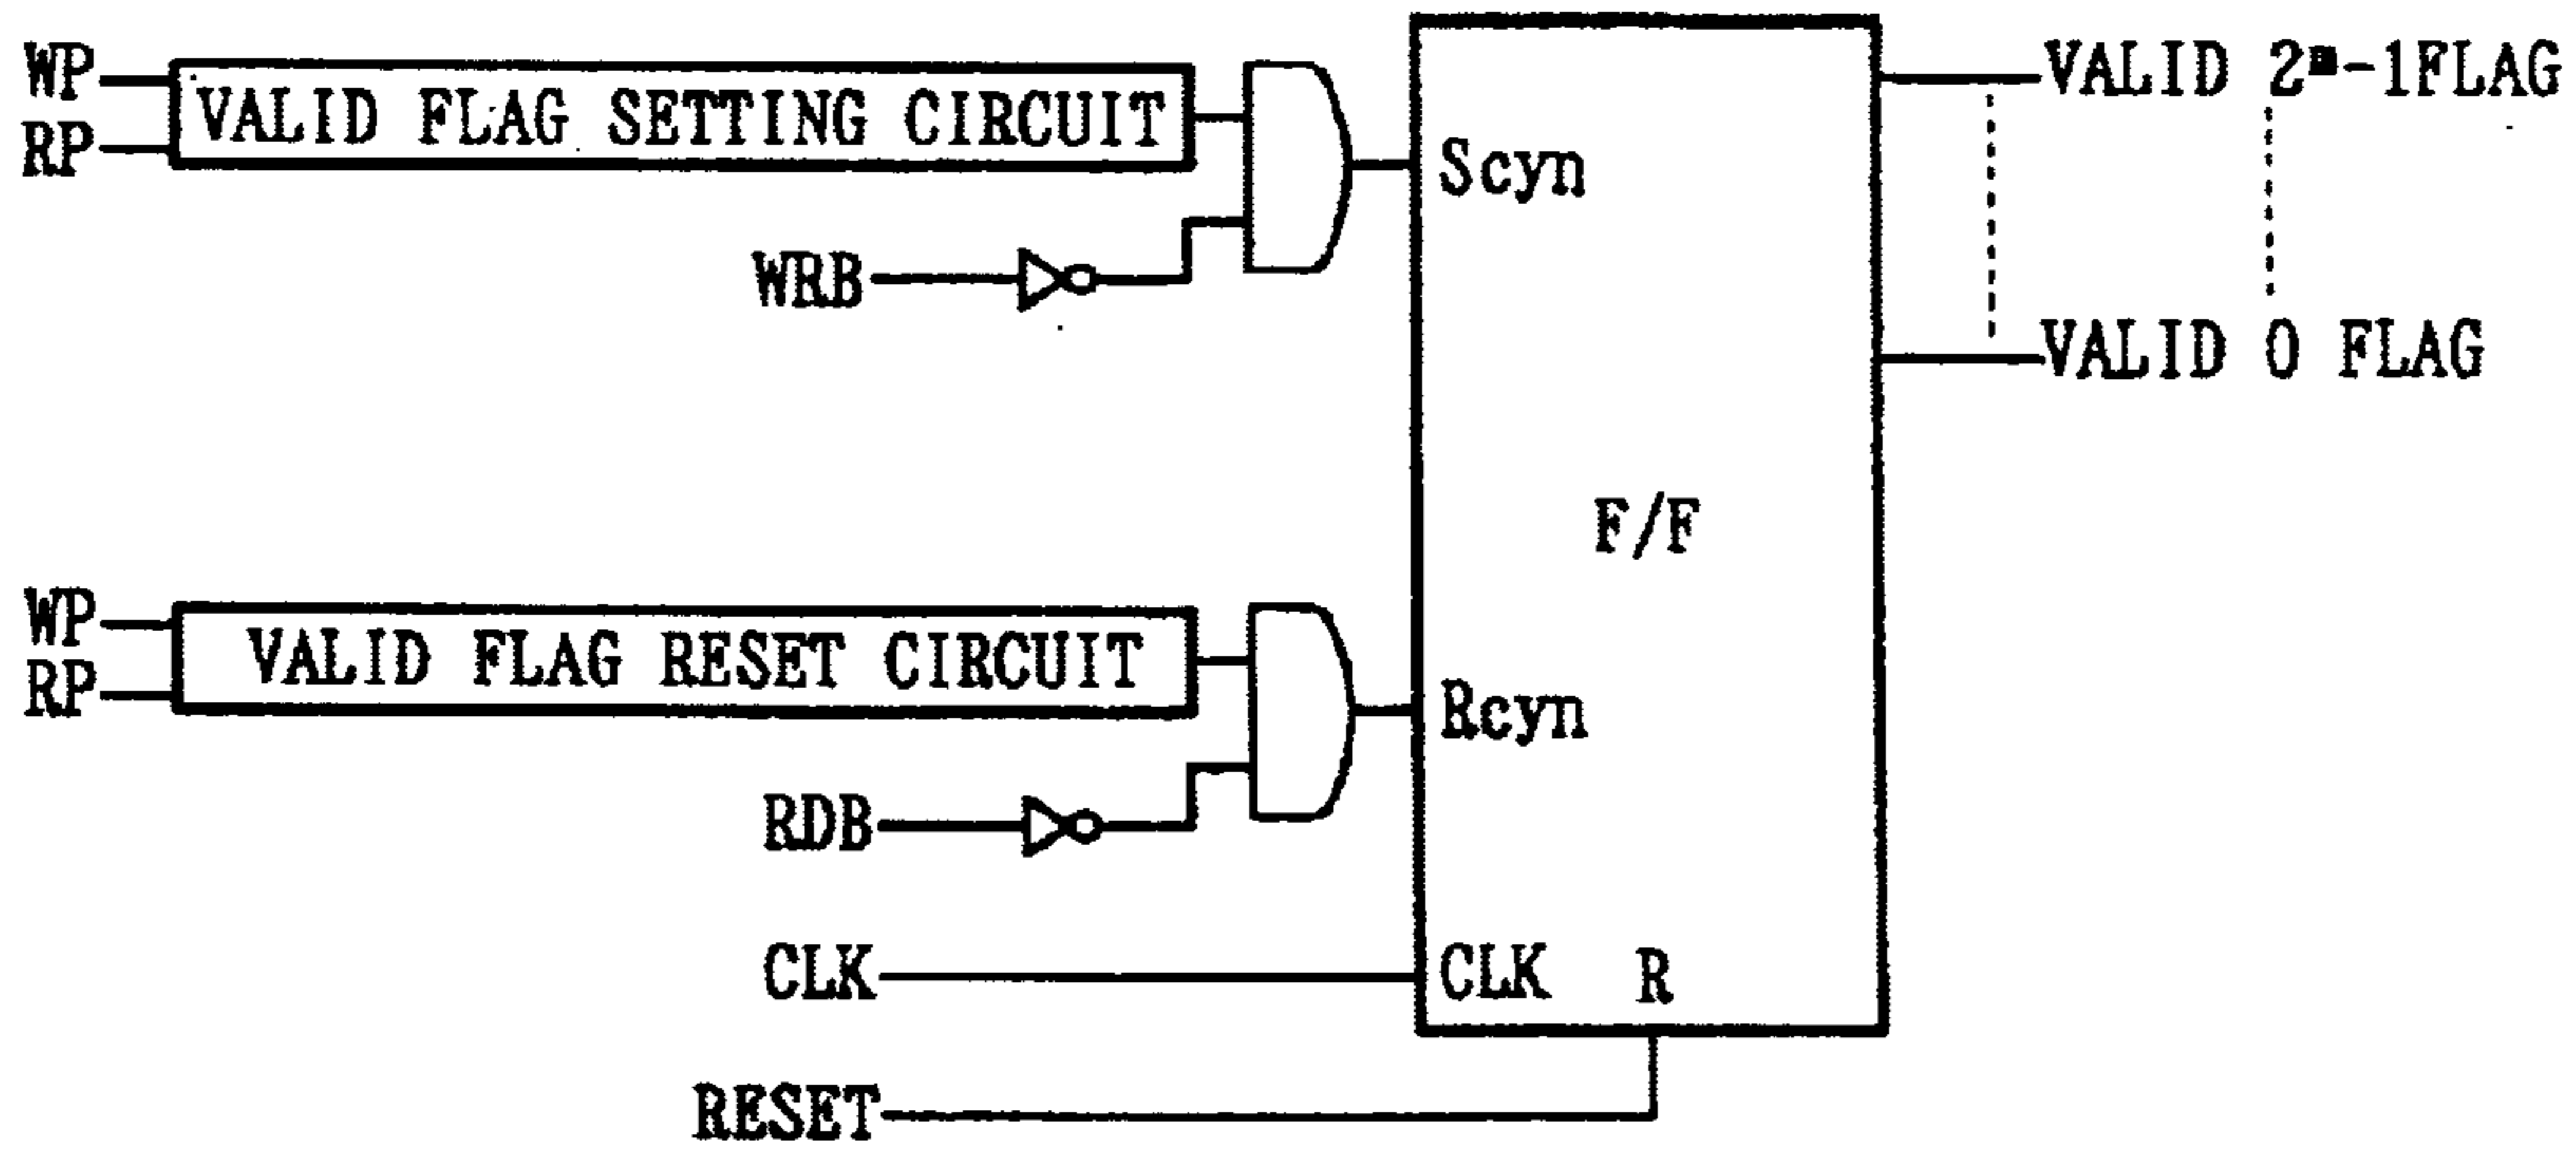 WP
RP
VALID FLAG SETTING CIRCUIT
WRB
Scyn
VALID 2ᵐ-1FLAG
VALID 0 FLAG
F/F
WP
RP
VALID FLAG RESET CIRCUIT
RDB
Rcyn
CLK
CLK
R
RESET